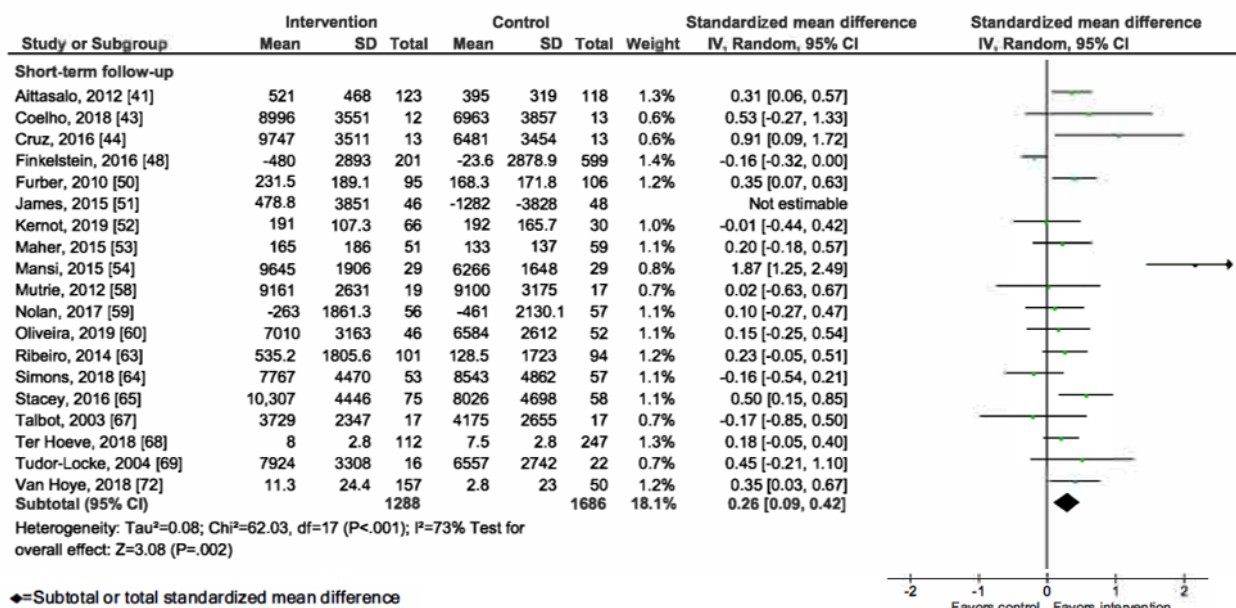 Intervention Control Standardized mean difference Standardized mean difference
Study or Subgroup Mean SD Total Mean SD Total Weight IV, Random, 95% CI IV, Random, 95% CI
Short-term follow-up
Aittasalo, 2012 [41] 521 468 123 395 319 118 1.3% 0.31 [0.06, 0.57]
Coelho, 2018 [43] 8996 3551 12 6963 3857 13 0.6% 0.53 [-0.27, 1.33]
Cruz, 2016 [44] 9747 3511 13 6481 3454 13 0.6% 0.91 [0.09, 1.72]
Finkelstein, 2016 [48] -480 2893 201 -23.6 2878.9 599 1.4% -0.16 [-0.32, 0.00]
Furber, 2010 [50] 231.5 189.1 95 168.3 171.8 106 1.2% 0.35 [0.07, 0.63]
James, 2015 [51] 478.8 3851 46 -1282 -3828 48 Not estimable
Kernot, 2019 [52] 191 107.3 66 192 165.7 30 1.0% -0.01 [-0.44, 0.42]
Maher, 2015 [53] 165 186 51 133 137 59 1.1% 0.20 [-0.18, 0.57]
Mansi, 2015 [54] 9645 1906 29 6266 1648 29 0.8% 1.87 [1.25, 2.49]
Mutrie, 2012 [58] 9161 2631 19 9100 3175 17 0.7% 0.02 [-0.63, 0.67]
Nolan, 2017 [59] -263 1861.3 56 -461 2130.1 57 1.1% 0.10 [-0.27, 0.47]
Oliveira, 2019 [60] 7010 3163 46 6584 2612 52 1.1% 0.15 [-0.25, 0.54]
Ribeiro, 2014 [63] 535.2 1805.6 101 128.5 1723 94 1.2% 0.23 [-0.05, 0.51]
Simons, 2018 [64] 7767 4470 53 8543 4862 57 1.1% -0.16 [-0.54, 0.21]
Stacey, 2016 [65] 10,307 4446 75 8026 4698 58 1.1% 0.50 [0.15, 0.85]
Talbot, 2003 [67] 3729 2347 17 4175 2655 17 0.7% -0.17 [-0.85, 0.50]
Ter Hoeve, 2018 [68] 8 2.8 112 7.5 2.8 247 1.3% 0.18 [-0.05, 0.40]
Tudor-Locke, 2004 [69] 7924 3308 16 6557 2742 22 0.7% 0.45 [-0.21, 1.10]
Van Hoye, 2018 [72] 11.3 24.4 157 2.8 23 50 1.2% 0.35 [0.03, 0.67]
Subtotal (95% CI) 1288 1686 18.1% 0.26 [0.09, 0.42]
Heterogeneity: Tau²=0.08; Chi²=62.03, df=17 (P<.001); I²=73% Test for
overall effect: Z=3.08 (P=.002)
-2 -1 0 1 2
◆=Subtotal or total standardized mean difference
Favors control Favors intervention